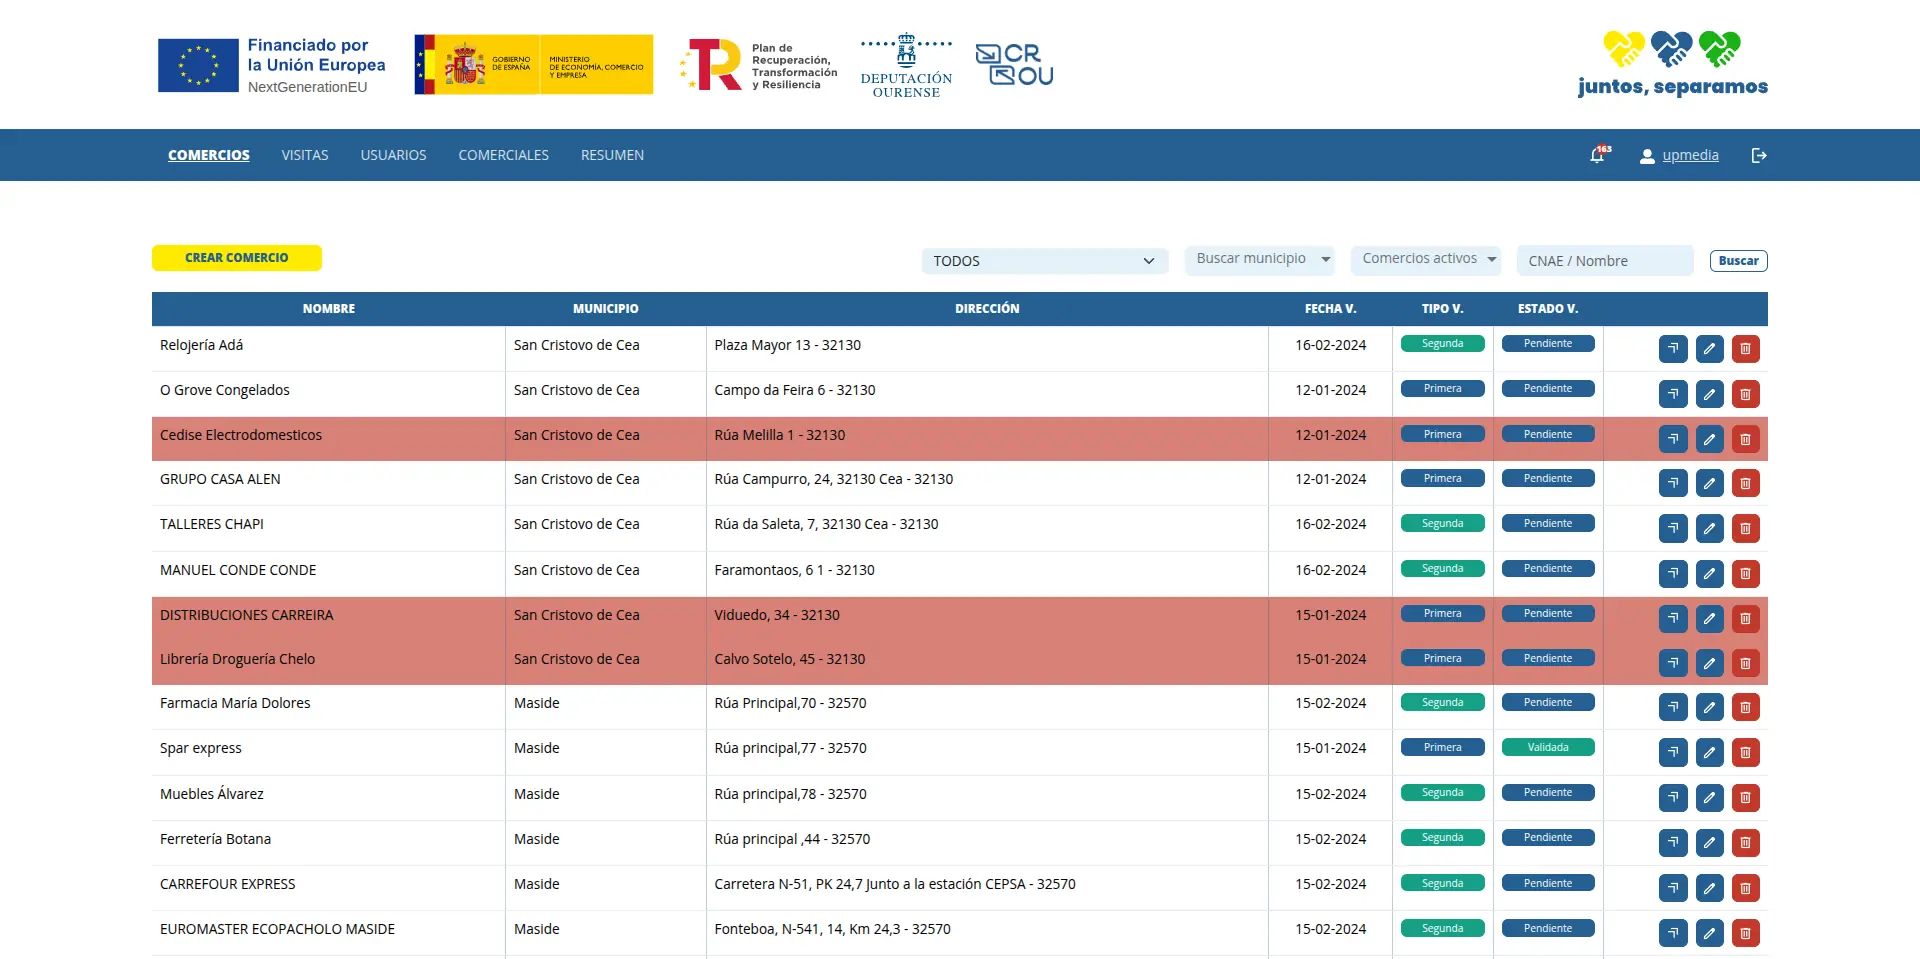 Financiado por
la Unión Europea
NextGenerationEU
GOBIERNO
DE ESPAÑA
MINISTERIO
DE ECONOMÍA, COMERCIO
Y EMPRESA
Plan de
Recuperación,
Transformación
y Resiliencia
DEPUTACIÓN
OURENSE
CR
OU
juntos, separamos
COMERCIOS VISITAS USUARIOS COMERCIALES RESUMEN 163 upmedia
CREAR COMERCIO TODOS Buscar municipio Comercios activos CNAE / Nombre Buscar
NOMBRE MUNICIPIO DIRECCIÓN FECHA V. TIPO V. ESTADO V.
Relojería Adá San Cristovo de Cea Plaza Mayor 13 - 32130 16-02-2024 Segunda Pendiente
O Grove Congelados San Cristovo de Cea Campo da Feira 6 - 32130 12-01-2024 Primera Pendiente
Cedise Electrodomesticos San Cristovo de Cea Rúa Melilla 1 - 32130 12-01-2024 Primera Pendiente
GRUPO CASA ALEN San Cristovo de Cea Rúa Campurro, 24, 32130 Cea - 32130 12-01-2024 Primera Pendiente
TALLERES CHAPI San Cristovo de Cea Rúa da Saleta, 7, 32130 Cea - 32130 16-02-2024 Segunda Pendiente
MANUEL CONDE CONDE San Cristovo de Cea Faramontaos, 6 1 - 32130 16-02-2024 Segunda Pendiente
DISTRIBUCIONES CARREIRA San Cristovo de Cea Viduedo, 34 - 32130 15-01-2024 Primera Pendiente
Librería Droguería Chelo San Cristovo de Cea Calvo Sotelo, 45 - 32130 15-01-2024 Primera Pendiente
Farmacia María Dolores Maside Rúa Principal,70 - 32570 15-02-2024 Segunda Pendiente
Spar express Maside Rúa principal,77 - 32570 15-01-2024 Primera Validada
Muebles Álvarez Maside Rúa principal,78 - 32570 15-02-2024 Segunda Pendiente
Ferretería Botana Maside Rúa principal ,44 - 32570 15-02-2024 Segunda Pendiente
CARREFOUR EXPRESS Maside Carretera N-51, PK 24,7 Junto a la estación CEPSA - 32570 15-02-2024 Segunda Pendiente
EUROMASTER ECOPACHOLO MASIDE Maside Fonteboa, N-541, 14, Km 24,3 - 32570 15-02-2024 Segunda Pendiente